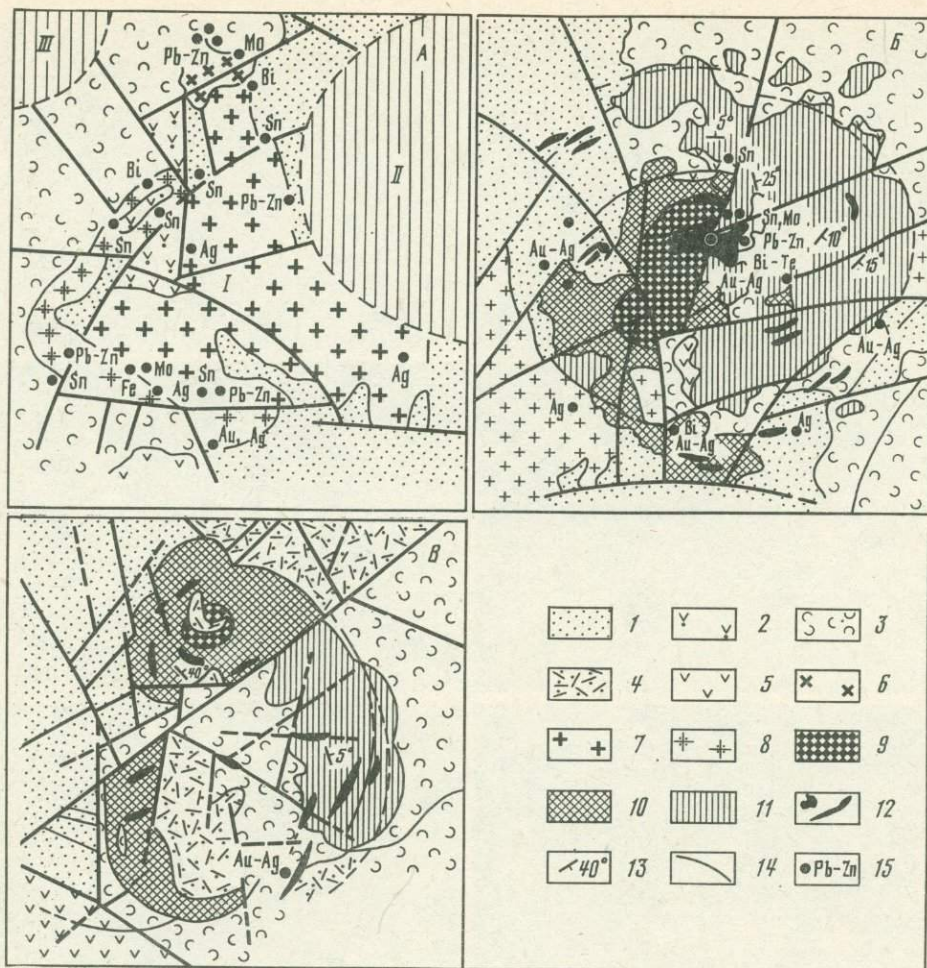 III
A
Mo
Pb-Zn
Bi
Sn
II
Bi
Sn
Sn
Pb-Zn
Sn
Ag
I
Pb-Zn
Mo
Ag
Sn
Fe
Ag
Sn
Pb-Zn
Au, Ag
Б
5°
Sn
25°
Sn, Mo
Pb-Zn
10°
Au-Ag
Bi-Te
15°
Au-Ag
Au-Ag
Ag
Bi
Ag
Au-Ag
В
40
5°
Au-Ag
1 2 3
4 5 6
7 8 9
10 11 12
40° 13 14 Pb-Zn 15